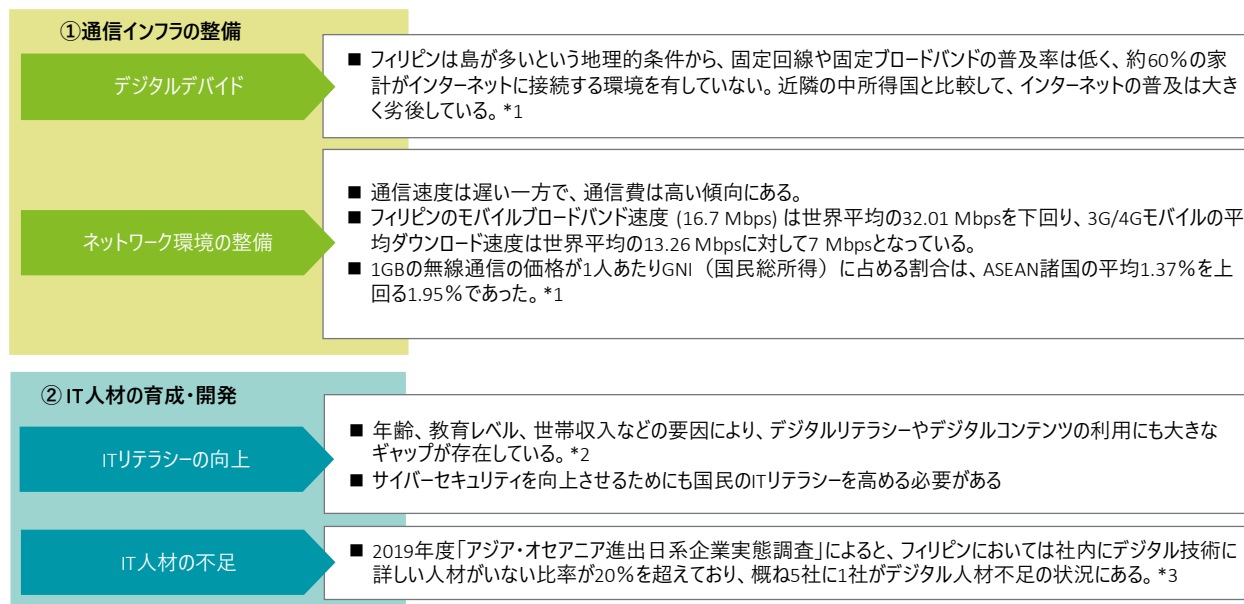 ①通信インフラの整備
デジタルデバイド
■ フィリピンは島が多いという地理的条件から、固定回線や固定ブロードバンドの普及率は低く、約60%の家
計がインターネットに接続する環境を有していない。近隣の中所得国と比較して、インターネットの普及は大き
く劣後している。*1
ネットワーク環境の整備
■ 通信速度は遅い一方で、通信費は高い傾向にある。
■ フィリピンのモバイルブロードバンド速度 (16.7 Mbps) は世界平均の32.01 Mbpsを下回り、3G/4Gモバイルの平
均ダウンロード速度は世界平均の13.26 Mbpsに対して7 Mbpsとなっている。
■ 1GBの無線通信の価格が1人あたりGNI（国民総所得）に占める割合は、ASEAN諸国の平均1.37%を上
回る1.95%であった。*1
②IT人材の育成・開発
ITリテラシーの向上
■ 年齢、教育レベル、世帯収入などの要因により、デジタルリテラシーやデジタルコンテンツの利用にも大きな
ギャップが存在している。*2
■ サイバーセキュリティを向上させるためにも国民のITリテラシーを高める必要がある
IT人材の不足
■ 2019年度「アジア・オセアニア進出日系企業実態調査」によると、フィリピンにおいては社内にデジタル技術に
詳しい人材がいない比率が20%を超えており、概ね5社に1社がデジタル人材不足の状況にある。*3